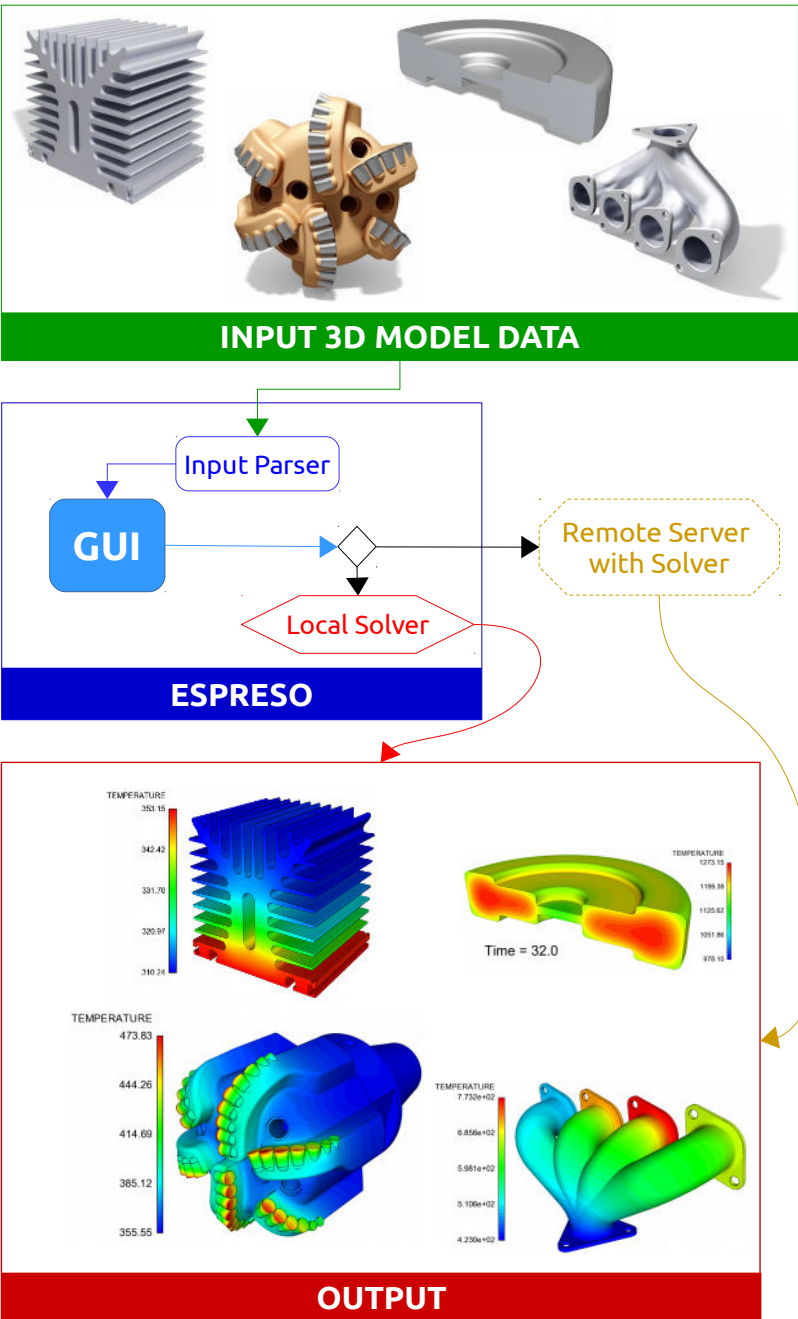 INPUT 3D MODEL DATA
Input Parser
GUI
Remote Server
with Solver
Local Solver
ESPRESO
TEMPERATURE
353.15
342.42
331.70
320.97
310.24
TEMPERATURE
1273.15
1199.39
1125.62
1051.86
978.10
Time = 32.0
TEMPERATURE
473.83
444.26
414.69
385.12
355.55
TEMPERATURE
7.732e+02
6.856e+02
5.981e+02
5.106e+02
4.230e+02
OUTPUT